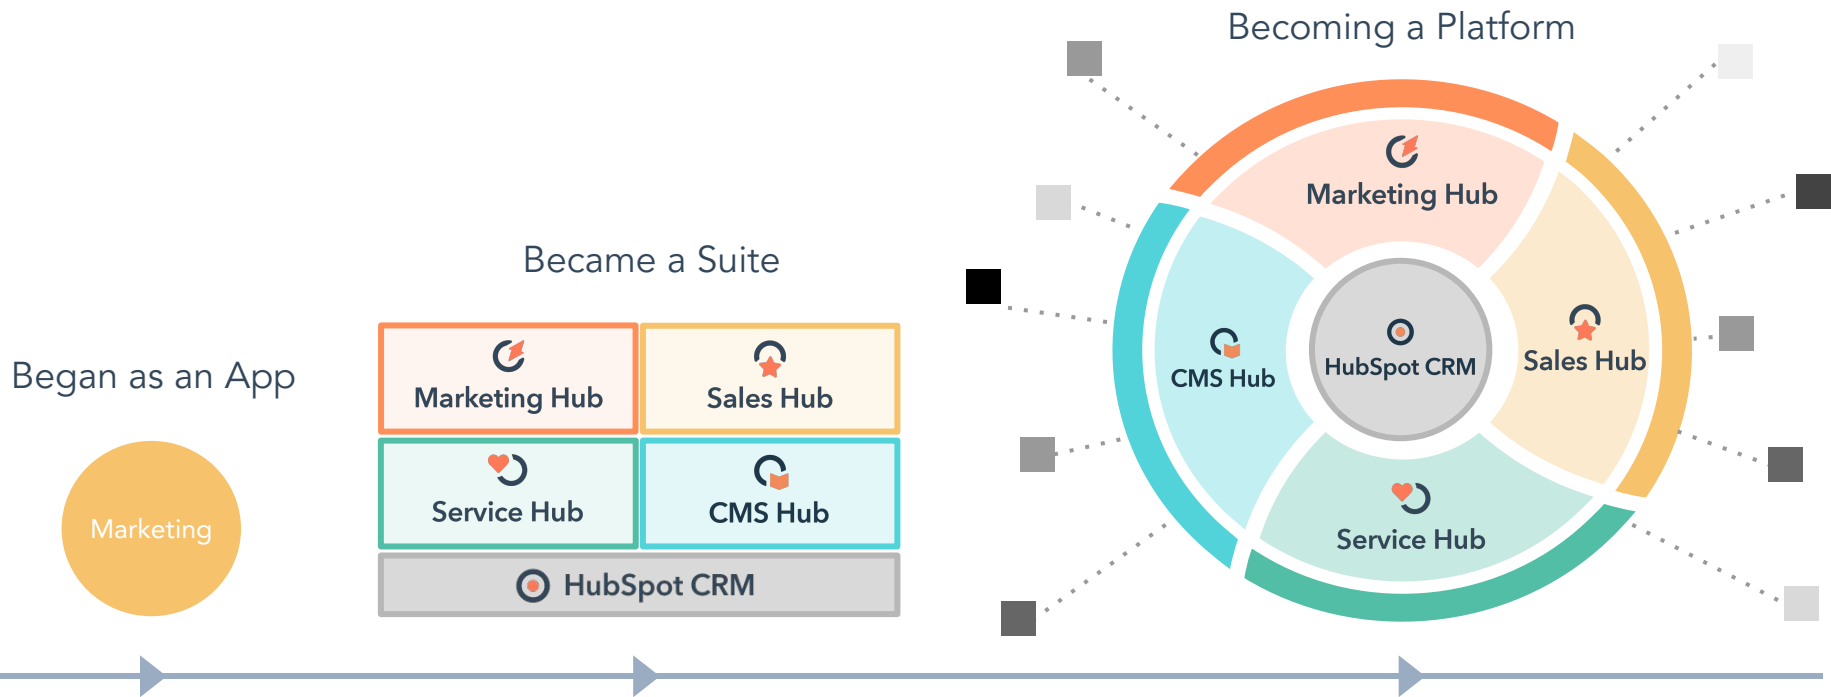 Began as an App
Marketing
Became a Suite
Marketing Hub
Sales Hub
Service Hub
CMS Hub
HubSpot CRM
Becoming a Platform
Marketing Hub
CMS Hub
HubSpot CRM
Sales Hub
Service Hub